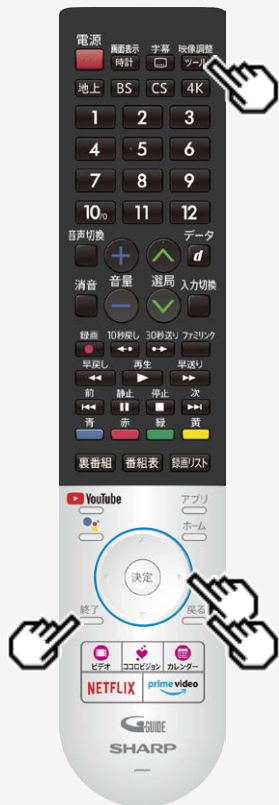 電源
画面表示 字幕 映像調整
時計 ツール
地上 BS CS 4K
1 2 3
4 5 6
7 8 9
10/0 11 12
音声切換 データ
d
消音 音量 選局 入力切換
録画 10秒戻し 30秒送り ファミリンク
早戻し 再生 早送り
前 静止 停止 次
青 赤 緑 黄
裏番組 番組表 録画リスト
YouTube アプリ
ホーム
決定
終了 戻る
ビデオ ココロビジョン カレンダー
NETFLIX prime video
G-GUIDE
SHARP